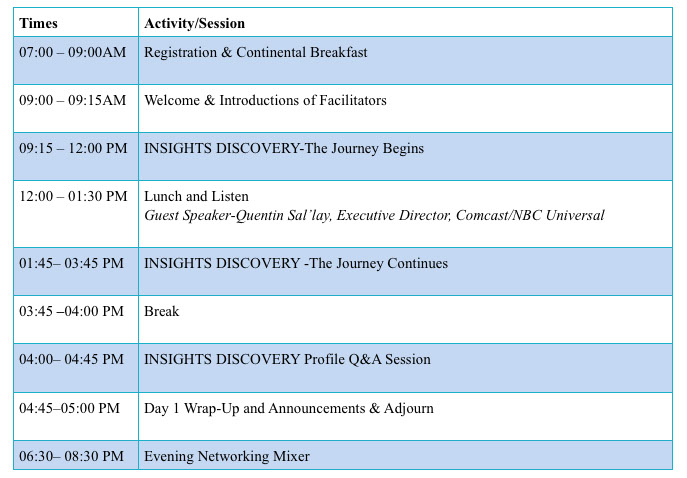 Times Activity/Session
07:00 – 09:00AM Registration & Continental Breakfast
09:00 – 09:15AM Welcome & Introductions of Facilitators
09:15 – 12:00 PM INSIGHTS DISCOVERY-The Journey Begins
12:00 – 01:30 PM Lunch and Listen
Guest Speaker-Quentin Sal’lay, Executive Director, Comcast/NBC Universal
01:45– 03:45 PM INSIGHTS DISCOVERY -The Journey Continues
03:45 –04:00 PM Break
04:00– 04:45 PM INSIGHTS DISCOVERY Profile Q&A Session
04:45–05:00 PM Day 1 Wrap-Up and Announcements & Adjourn
06:30– 08:30 PM Evening Networking Mixer